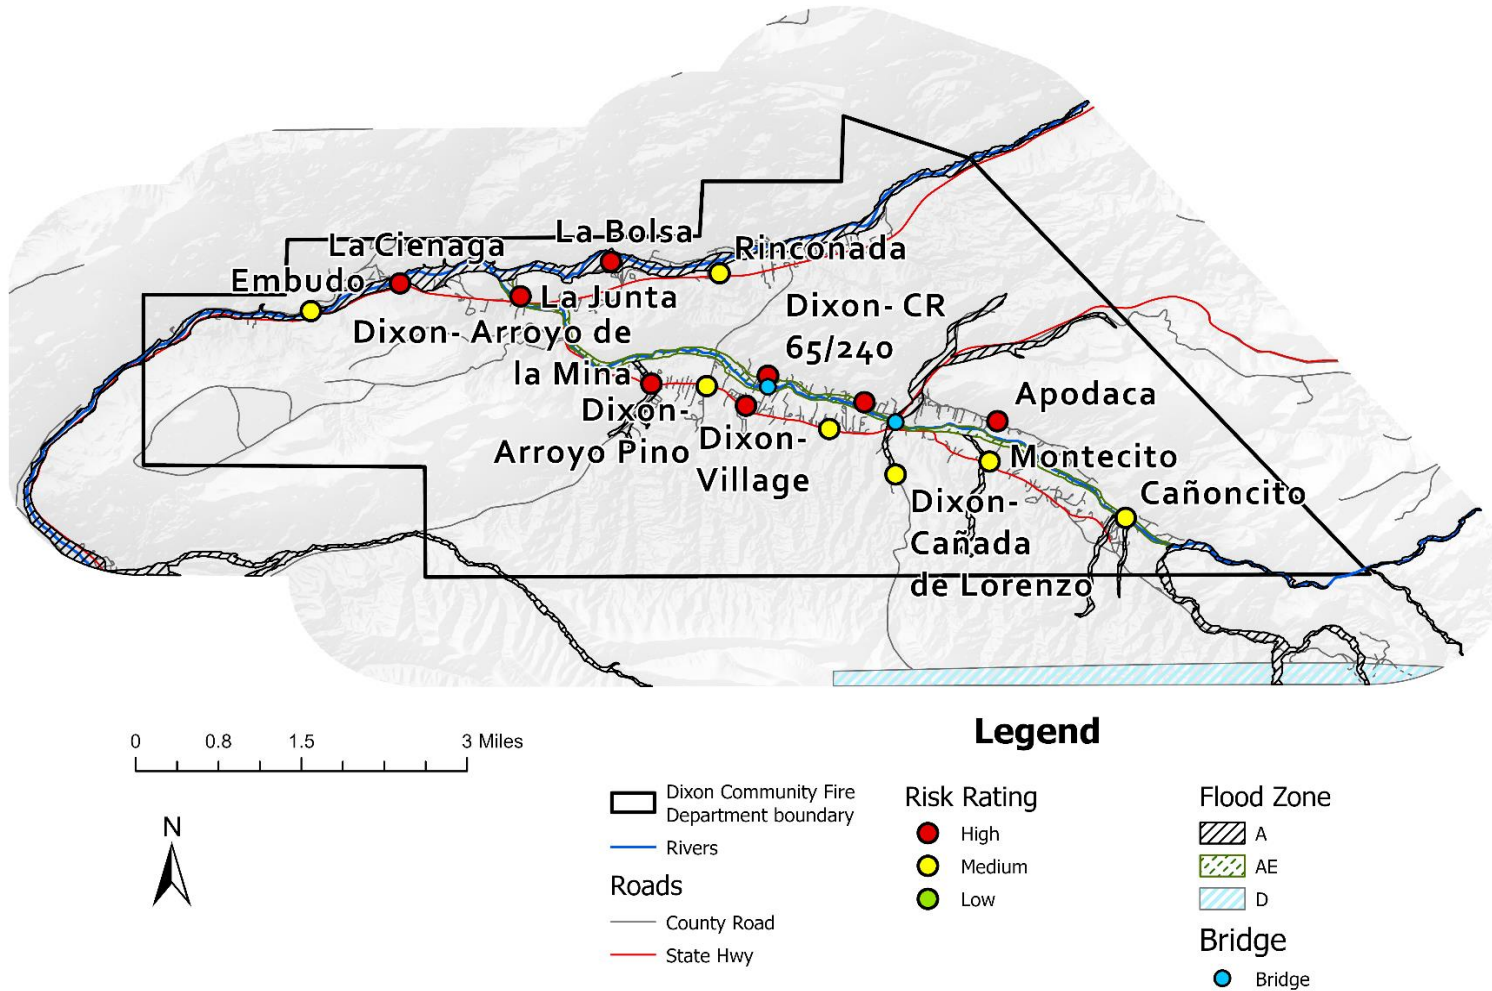 La Bolsa
La Cienaga
Rinconada
Embudo
La Junta
Dixon- CR
65/240
Dixon- Arroyo de
la Mina
Apodaca
Dixon-
Arroyo Pino
Dixon-
Village
Montecito
Cañoncito
Dixon-
Cañada
de Lorenzo
0 0.8 1.5 3 Miles
N
Legend
Dixon Community Fire
Department boundary
Rivers
Roads
County Road
State Hwy
Risk Rating
High
Medium
Low
Flood Zone
A
AE
D
Bridge
Bridge